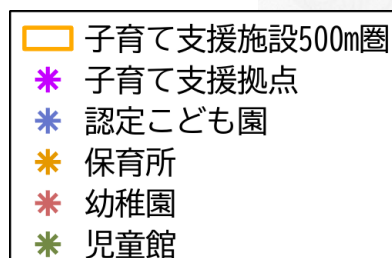 子育て支援施設500m圏
子育て支援拠点
認定こども園
保育所
幼稚園
児童館